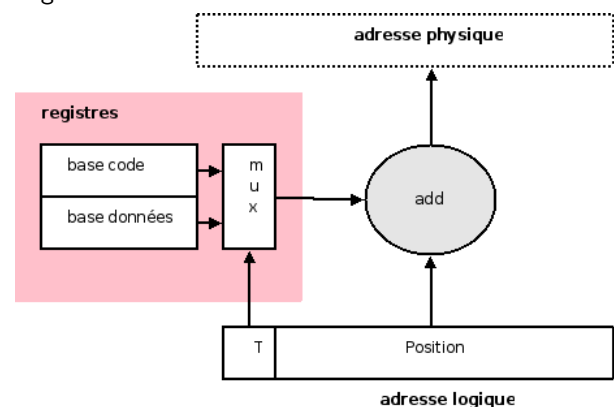 adresse physique
registres
base code
base données
m
u
x
add
T
Position
adresse logique